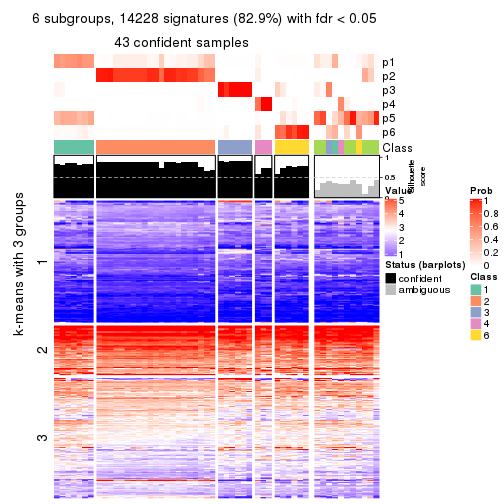 6 subgroups, 14228 signatures (82.9%) with fdr < 0.05
43 confident samples
p1
p2
p3
p4
p5
p6
Class
1
0.5
0
Silhouette
score
k-means with 3 groups
1
2
3
Value
5
4
3
2
1
Status (barplots)
confident
ambiguous
Prob
1
0.8
0.6
0.4
0.2
0
Class
1
2
3
4
5
6